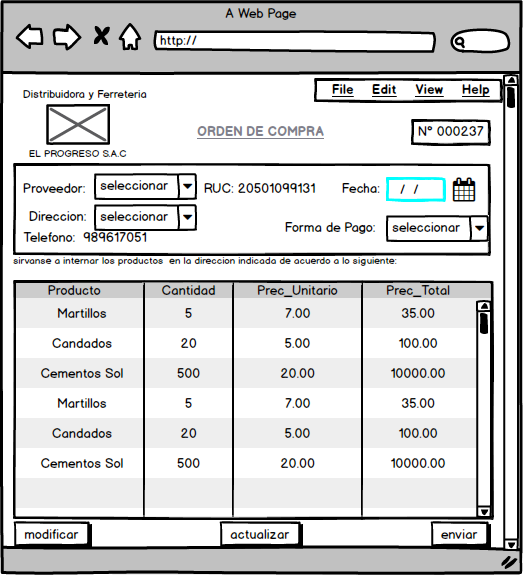 A Web Page
http://
File Edit View Help
Distribuidora y Ferreteria
EL PROGRESO S.A.C
ORDEN DE COMPRA
N° 000237
Proveedor: seleccionar RUC: 20501099131 Fecha: / /
Direccion: seleccionar
Telefono: 989617051
Forma de Pago: seleccionar
sirvanse a internar los productos en la direccion indicada de acuerdo a lo siguiente:
Producto Cantidad Prec_Unitario Prec_Total
Martillos 5 7.00 35.00
Candados 20 5.00 100.00
Cementos Sol 500 20.00 10000.00
Martillos 5 7.00 35.00
Candados 20 5.00 100.00
Cementos Sol 500 20.00 10000.00
modificar actualizar enviar